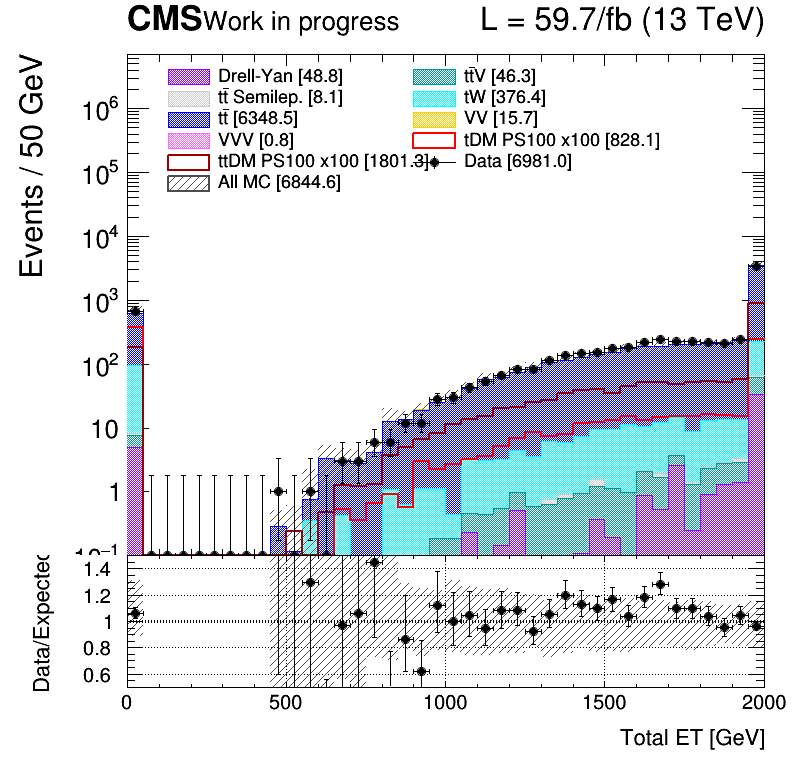 CMS Work in progress L = 59.7/fb (13 TeV)
Events / 50 GeV
Drell-Yan [48.8] tt̄V [46.3]
tt̄ Semilep. [8.1] tW [376.4]
tt̄ [6348.5] VV [15.7]
VVV [0.8] tDM PS100 x100 [828.1]
ttDM PS100 x100 [1801.3] Data [6981.0]
All MC [6844.6]
10⁶
10⁵
10⁴
10³
10²
10
1
10⁻¹
Data/Expected
1.4
1.2
1
0.8
0.6
0 500 1000 1500 2000
Total ET [GeV]